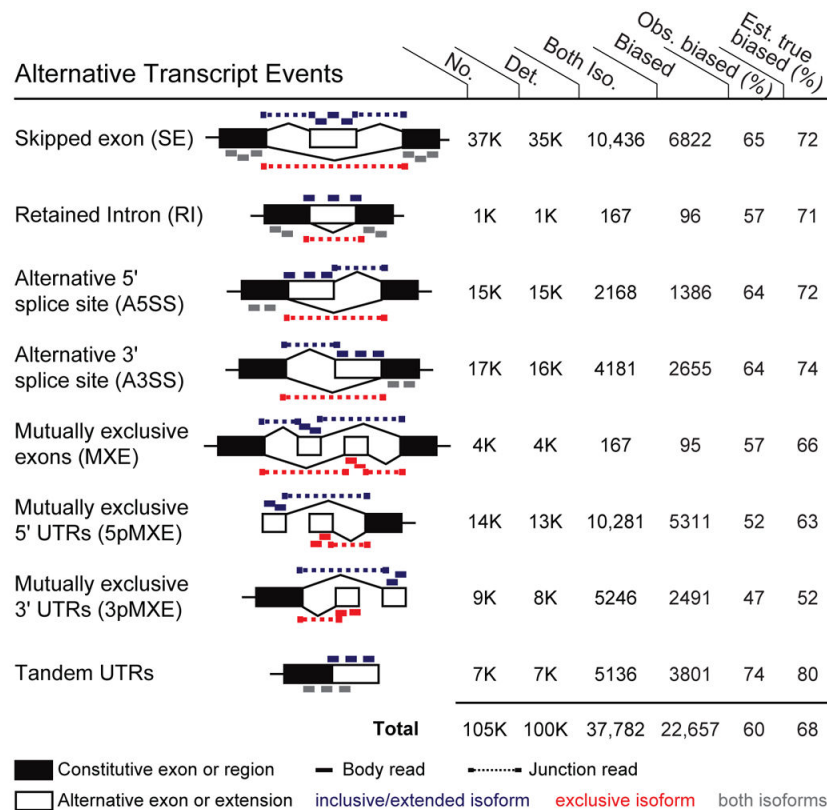 Alternative Transcript Events No. Det. Both Iso. Biased Obs. biased (%) Est. true biased (%)
Skipped exon (SE) 37K 35K 10,436 6822 65 72
Retained Intron (RI) 1K 1K 167 96 57 71
Alternative 5'
splice site (A5SS) 15K 15K 2168 1386 64 72
Alternative 3'
splice site (A3SS) 17K 16K 4181 2655 64 74
Mutually exclusive
exons (MXE) 4K 4K 167 95 57 66
Mutually exclusive
5' UTRs (5pMXE) 14K 13K 10,281 5311 52 63
Mutually exclusive
3' UTRs (3pMXE) 9K 8K 5246 2491 47 52
Tandem UTRs 7K 7K 5136 3801 74 80
Total 105K 100K 37,782 22,657 60 68
Constitutive exon or region Body read Junction read
Alternative exon or extension inclusive/extended isoform exclusive isoform both isoforms